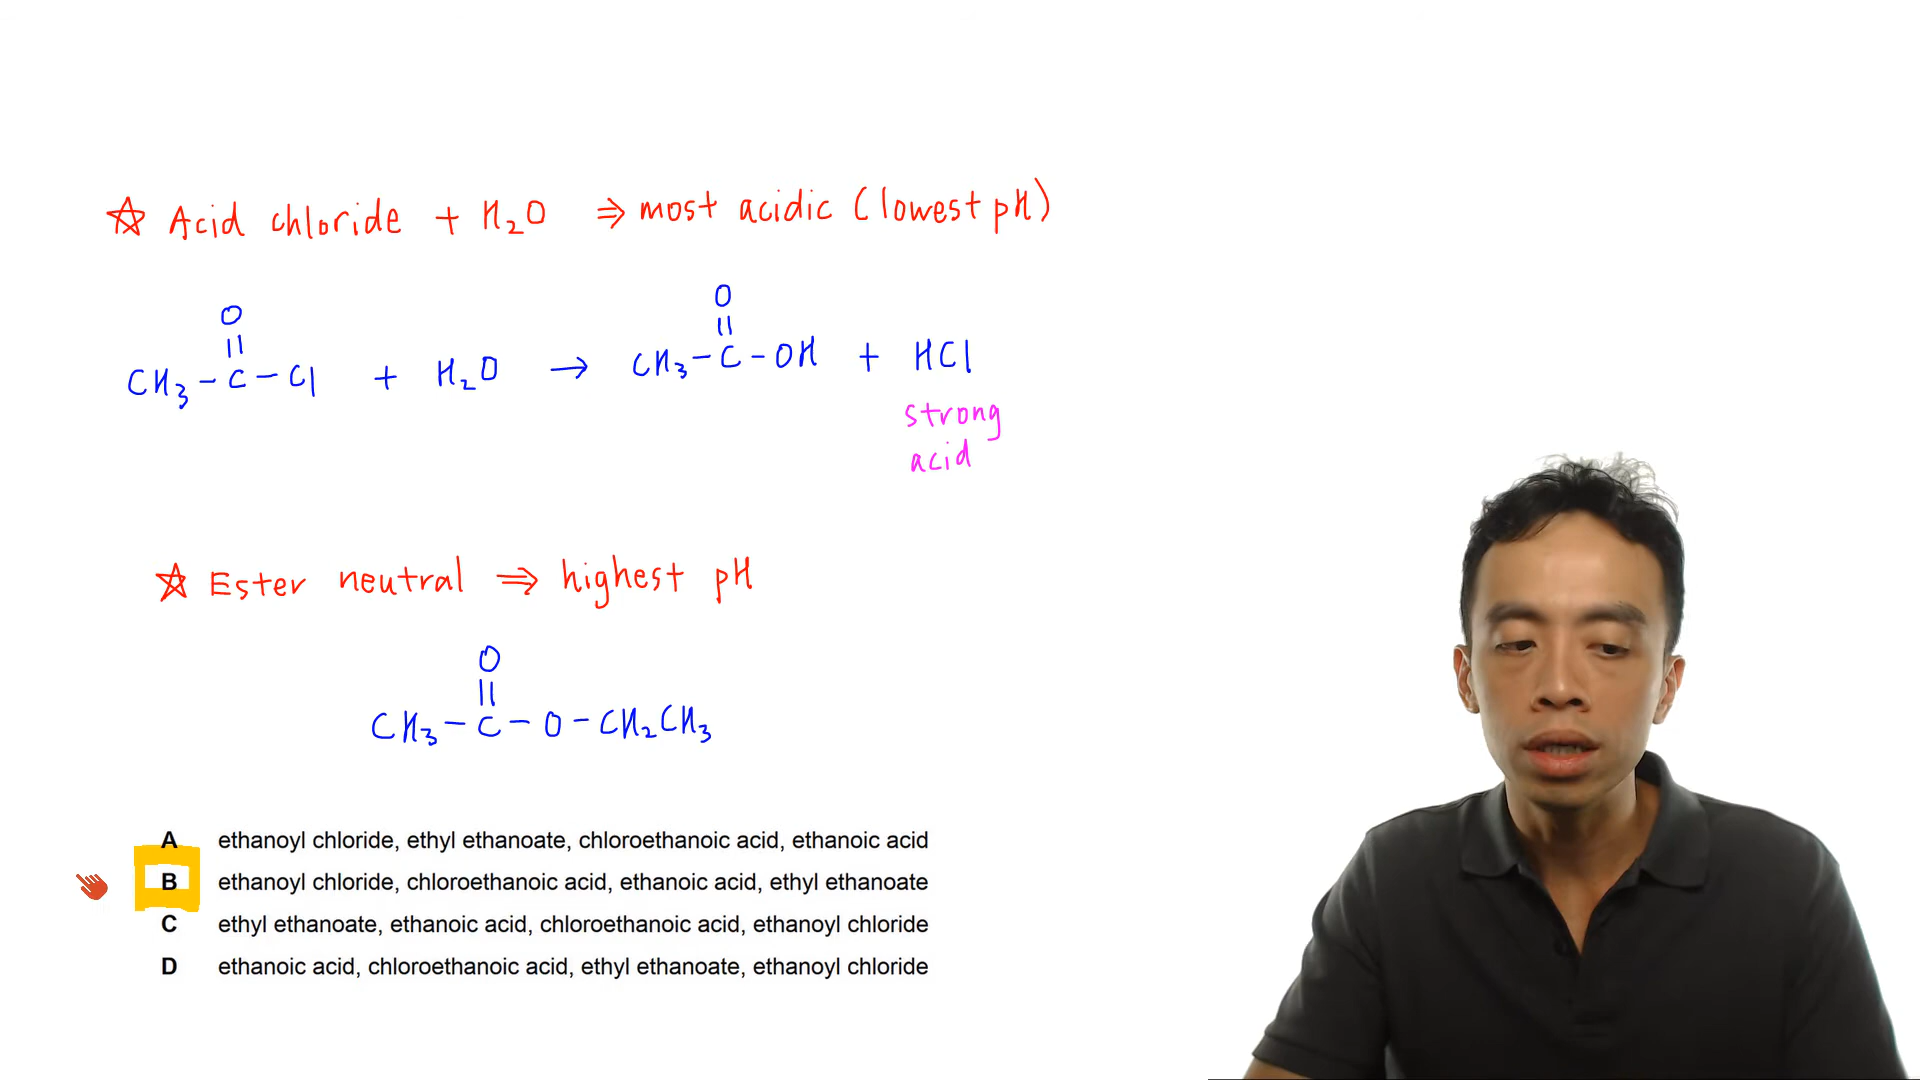 ☆ Acid chloride + H₂O ⇒ most acidic (lowest pH)
O
O
||
||
CH₃ – C – Cl + H₂O → CH₃ – C – OH + HCl
strong
acid
☆ Ester neutral ⇒ highest pH
O
||
CH₃ – C – O – CH₂CH₃
A ethanoyl chloride, ethyl ethanoate, chloroethanoic acid, ethanoic acid
B ethanoyl chloride, chloroethanoic acid, ethanoic acid, ethyl ethanoate
C ethyl ethanoate, ethanoic acid, chloroethanoic acid, ethanoyl chloride
D ethanoic acid, chloroethanoic acid, ethyl ethanoate, ethanoyl chloride